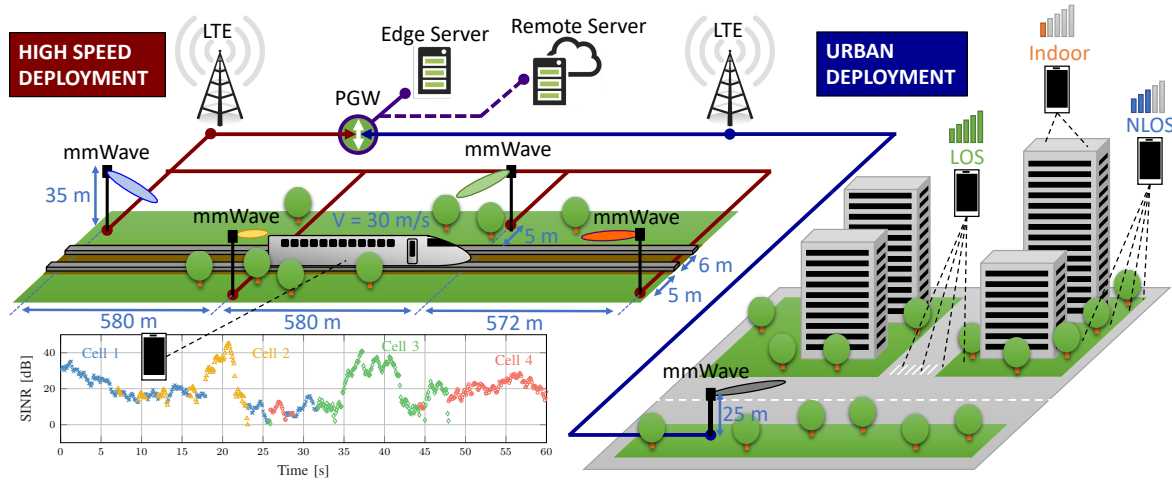 HIGH SPEED
DEPLOYMENT
LTE
Edge Server
Remote Server
PGW
LTE
URBAN
DEPLOYMENT
Indoor
NLOS
LOS
mmWave
mmWave
35 m
mmWave
V = 30 m/s
mmWave
5 m
6 m
5 m
580 m
580 m
572 m
mmWave
25 m
Cell 1
Cell 2
Cell 3
Cell 4
SINR [dB]
40
20
0
0
5
10
15
20
25
30
35
40
45
50
55
60
Time [s]